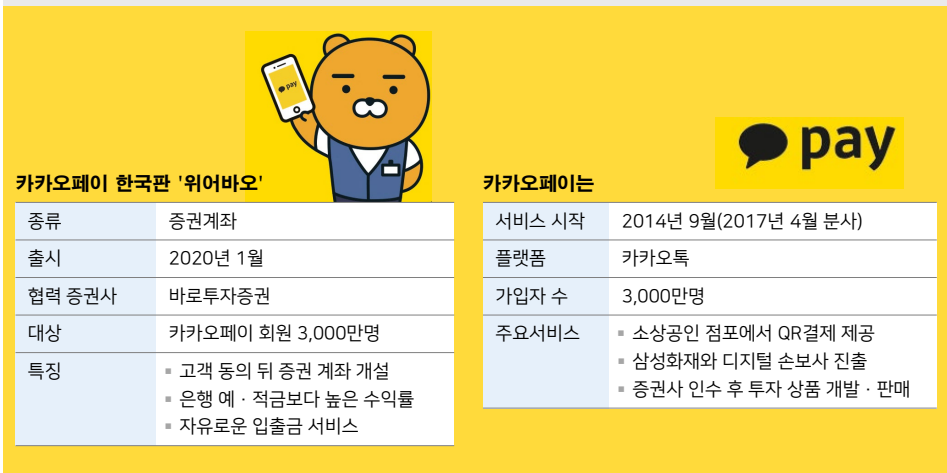 pay
pay
카카오페이 한국판 '위어바오'
종류 증권계좌
출시 2020년 1월
협력 증권사 바로투자증권
대상 카카오페이 회원 3,000만명
특징 ▪ 고객 동의 뒤 증권 계좌 개설
▪ 은행 예 · 적금보다 높은 수익률
▪ 자유로운 입출금 서비스
카카오페이는
서비스 시작 2014년 9월(2017년 4월 분사)
플랫폼 카카오톡
가입자 수 3,000만명
주요서비스 ▪ 소상공인 점포에서 QR결제 제공
▪ 삼성화재와 디지털 손보사 진출
▪ 증권사 인수 후 투자 상품 개발 · 판매